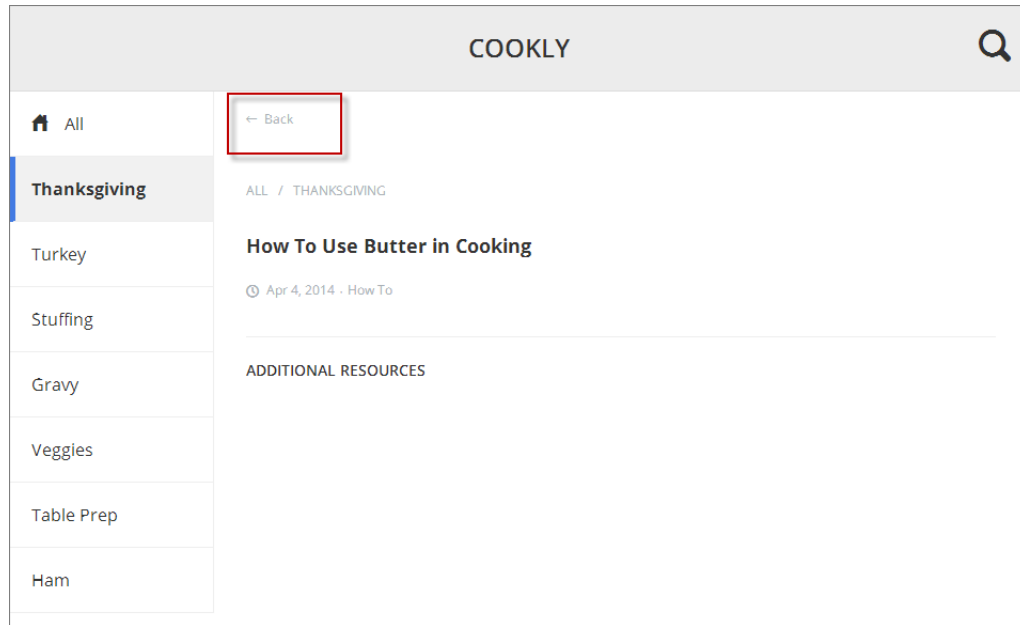 COOKLY
All
Thanksgiving
Turkey
Stuffing
Gravy
Veggies
Table Prep
Ham
← Back
ALL / THANKSGIVING
How To Use Butter in Cooking
Apr 4, 2014 · How To
ADDITIONAL RESOURCES